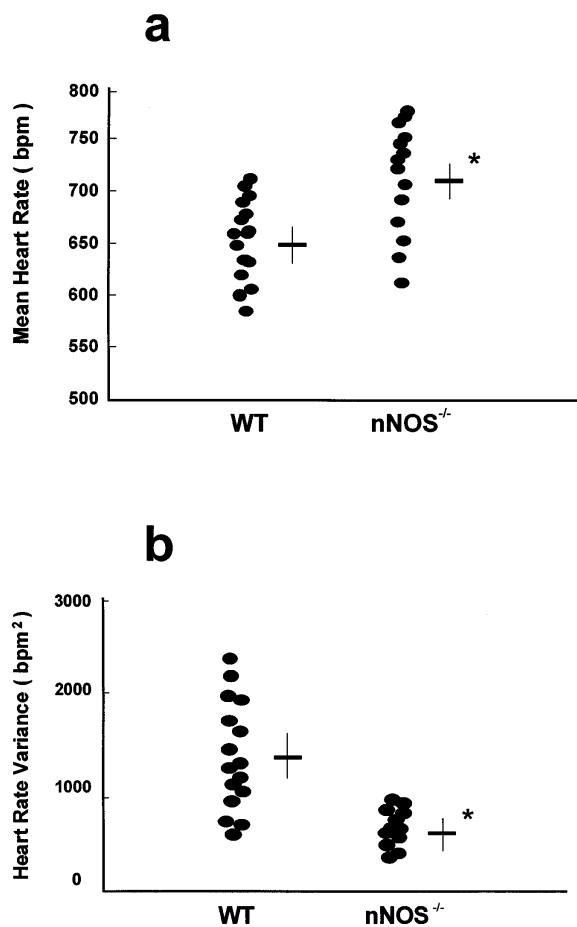 a
Mean Heart Rate ( bpm )
800
750
700
650
600
550
500
*
WT nNOS-/-
b
Heart Rate Variance ( bpm2 )
3000
2000
1000
0
*
WT nNOS-/-